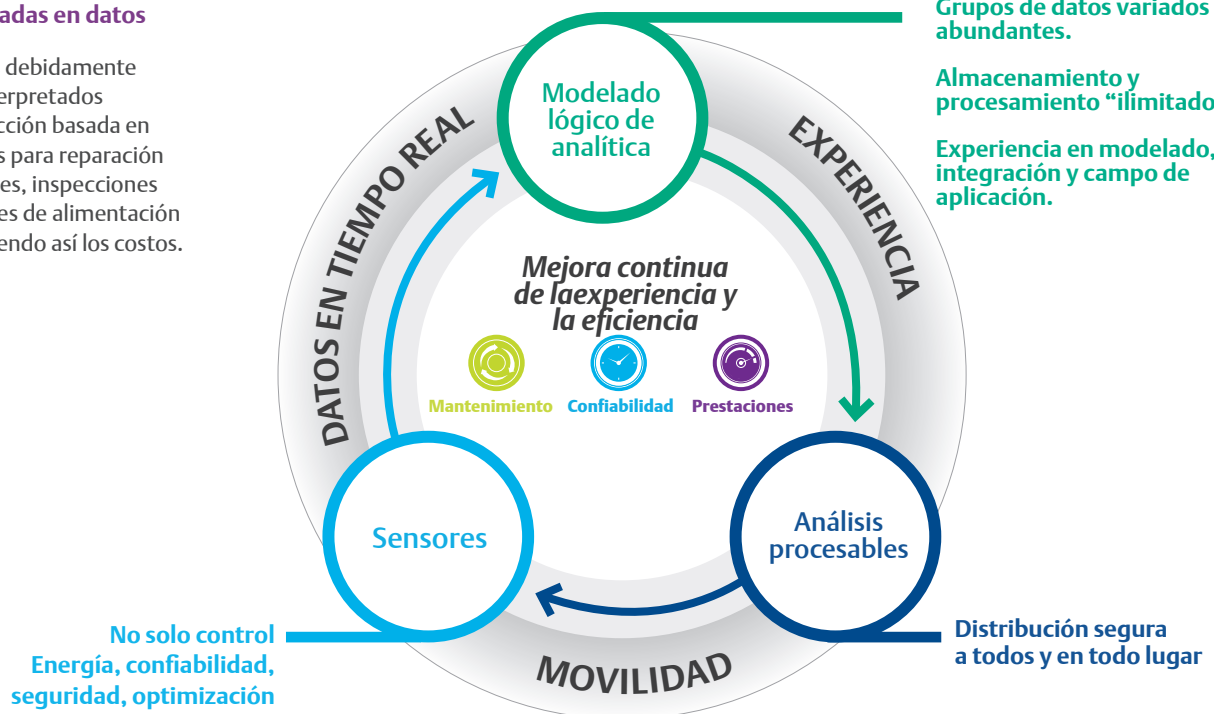 adas en datos
debidamente
erpretados
cción basada en
s para reparación
es, inspecciones
es de alimentación
endo así los costos.
Grupos de datos variados
abundantes.
Almacenamiento y
procesamiento “ilimitado
Experiencia en modelado,
integración y campo de
aplicación.
Modelado
lógico de
analítica
DATOS EN TIEMPO REAL
EXPERIENCIA
Mejora continua
de laexperiencia y
la eficiencia
Mantenimiento
Confiabilidad
Prestaciones
Sensores
Análisis
procesables
MOVILIDAD
No solo control
Energía, confiabilidad,
seguridad, optimización
Distribución segura
a todos y en todo lugar